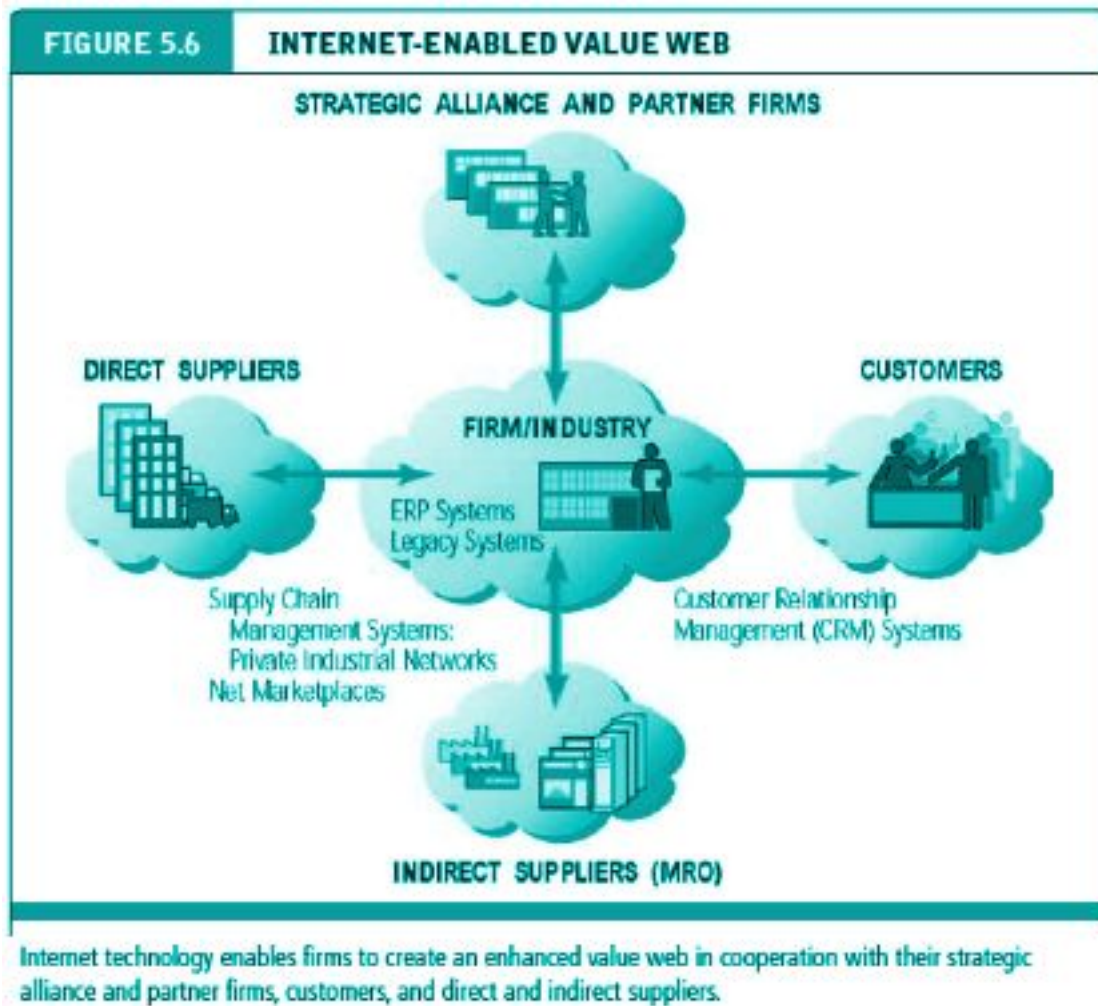 FIGURE 5.6
INTERNET-ENABLED VALUE WEB
STRATEGIC ALLIANCE AND PARTNER FIRMS
DIRECT SUPPLIERS
CUSTOMERS
FIRM/INDUSTRY
ERP Systems
Legacy Systems
Supply Chain
Management Systems:
Private Industrial Networks
Net Marketplaces
Customer Relationship
Management (CRM) Systems
INDIRECT SUPPLIERS (MRO)
Internet technology enables firms to create an enhanced value web in cooperation with their strategic
alliance and partner firms, customers, and direct and indirect suppliers.